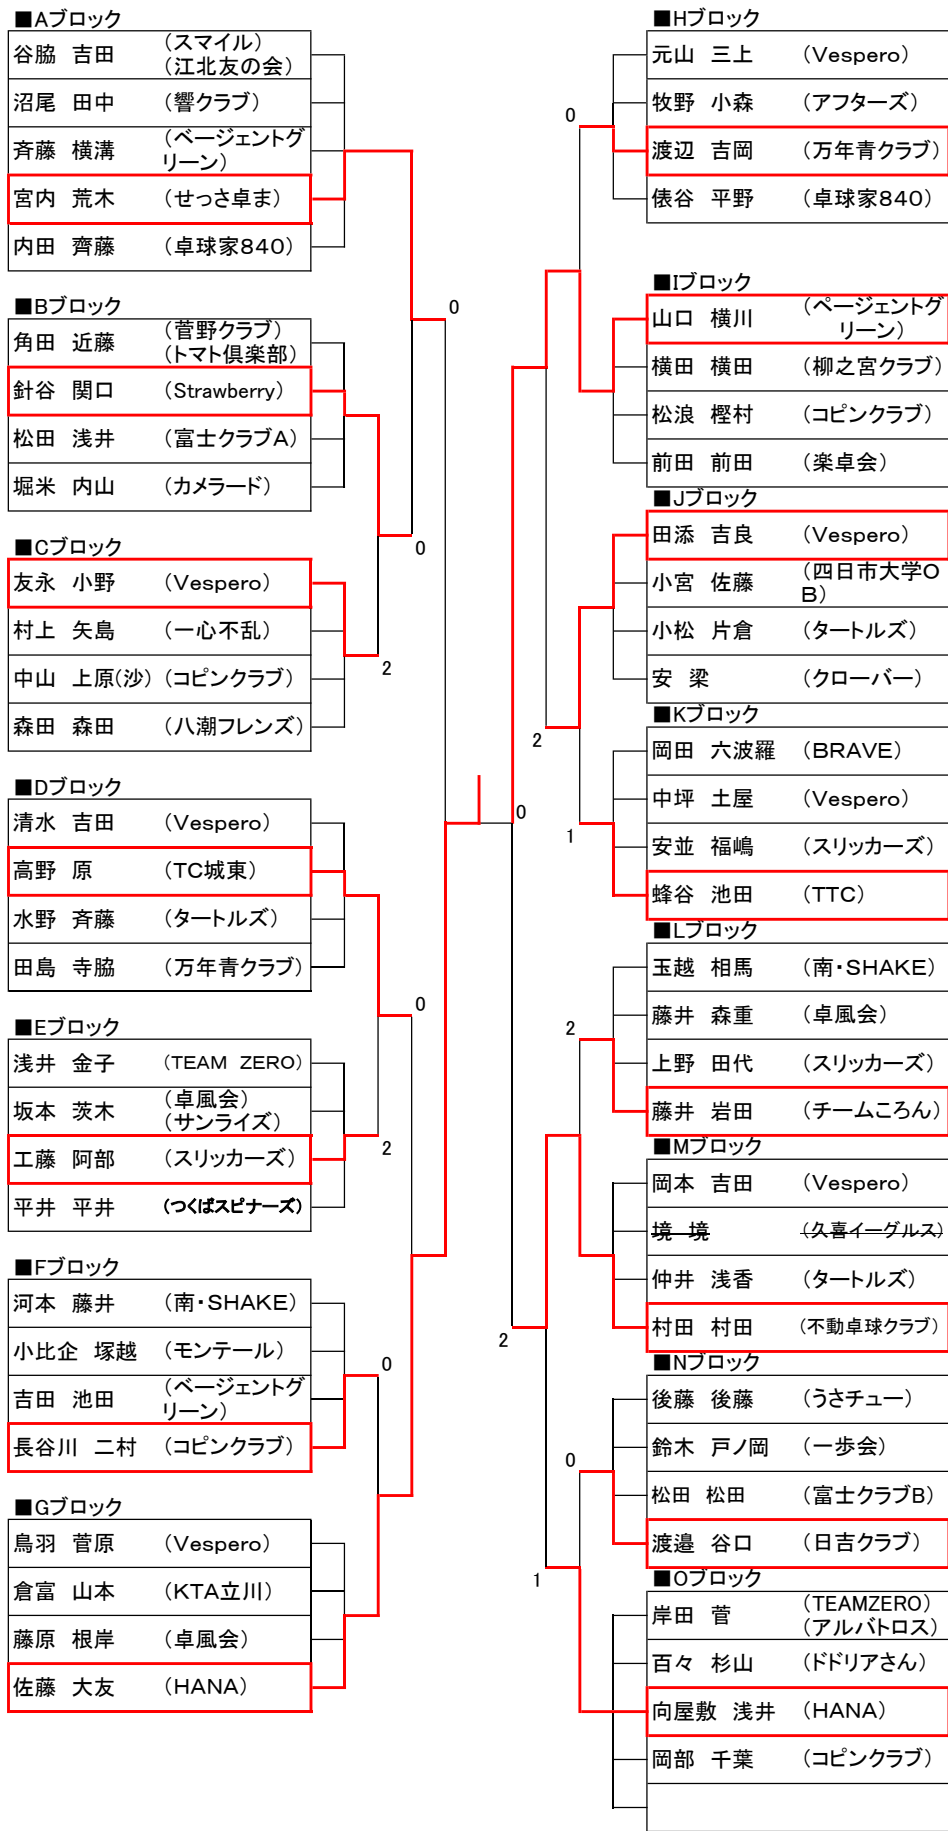 ■Aブロック
谷脇 吉田 (スマイル)
(江北友の会)
沼尾 田中 (響クラブ)
斉藤 横溝 (ページェントグ
リーン)
宮内 荒木 (せっさ卓ま)
内田 齊藤 (卓球家840)
0
■Bブロック
角田 近藤 (菅野クラブ)
(トマト倶楽部)
針谷 関口 (Strawberry)
松田 浅井 (富士クラブA)
堀米 内山 (カメラード)
0
■Cブロック
友永 小野 (Vespero)
村上 矢島 (一心不乱)
中山 上原(沙) (コピンクラブ)
森田 森田 (八潮フレンズ)
2
■Dブロック
清水 吉田 (Vespero)
高野 原 (TC城東)
水野 斉藤 (タートルズ)
田島 寺脇 (万年青クラブ)
0
■Eブロック
浅井 金子 (TEAM ZERO)
坂本 茨木 (卓風会)
(サンライズ)
工藤 阿部 (スリッカーズ)
平井 平井 (つくばスピナーズ)
2
■Fブロック
河本 藤井 (南・SHAKE)
小比企 塚越 (モンテール)
吉田 池田 (ページェントグ
リーン)
長谷川 二村 (コピンクラブ)
0
■Gブロック
鳥羽 菅原 (Vespero)
倉富 山本 (KTA立川)
藤原 根岸 (卓風会)
佐藤 大友 (HANA)
■Hブロック
元山 三上 (Vespero)
牧野 小森 (アフターズ)
渡辺 吉岡 (万年青クラブ)
俵谷 平野 (卓球家840)
0
■Iブロック
山口 横川 (ページェントグ
リーン)
横田 横田 (柳之宮クラブ)
松浪 樫村 (コピンクラブ)
前田 前田 (楽卓会)
■Jブロック
田添 吉良 (Vespero)
小宮 佐藤 (四日市大学O
B)
小松 片倉 (タートルズ)
安 梁 (クローバー)
2
■Kブロック
岡田 六波羅 (BRAVE)
中坪 土屋 (Vespero)
安並 福嶋 (スリッカーズ)
蜂谷 池田 (TTC)
0
1
■Lブロック
玉越 相馬 (南・SHAKE)
藤井 森重 (卓風会)
上野 田代 (スリッカーズ)
藤井 岩田 (チームころん)
2
■Mブロック
岡本 吉田 (Vespero)
境 境 (久喜イーグルス)
仲井 浅香 (タートルズ)
村田 村田 (不動卓球クラブ)
2
■Nブロック
後藤 後藤 (うさチュー)
鈴木 戸ノ岡 (一歩会)
松田 松田 (富士クラブB)
渡邉 谷口 (日吉クラブ)
0
1
■Oブロック
岸田 菅 (TEAMZERO)
(アルバトロス)
百々 杉山 (ドドリアさん)
向屋敷 浅井 (HANA)
岡部 千葉 (コピンクラブ)